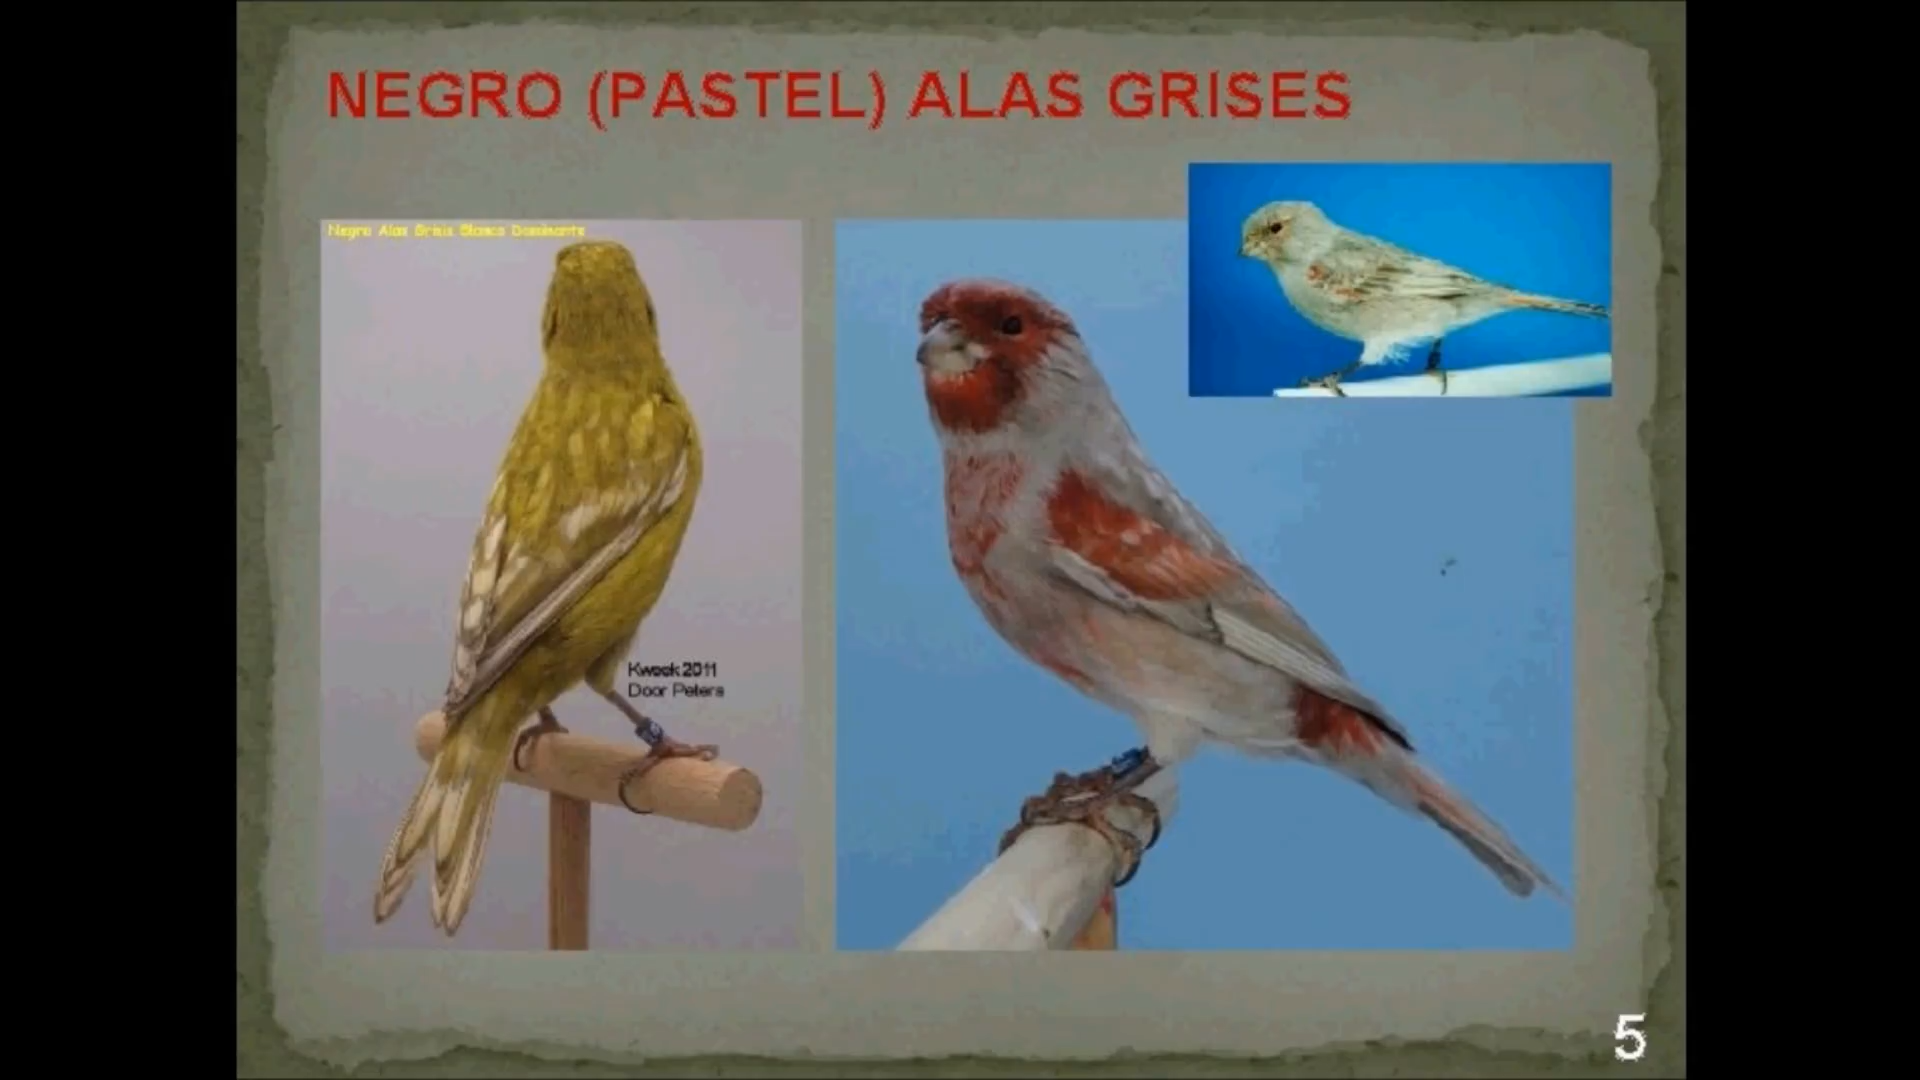 NEGRO (PASTEL) ALAS GRISES
Negro Alas Grisis Blanco Dominante
Kweek 2011
Door Peters
5